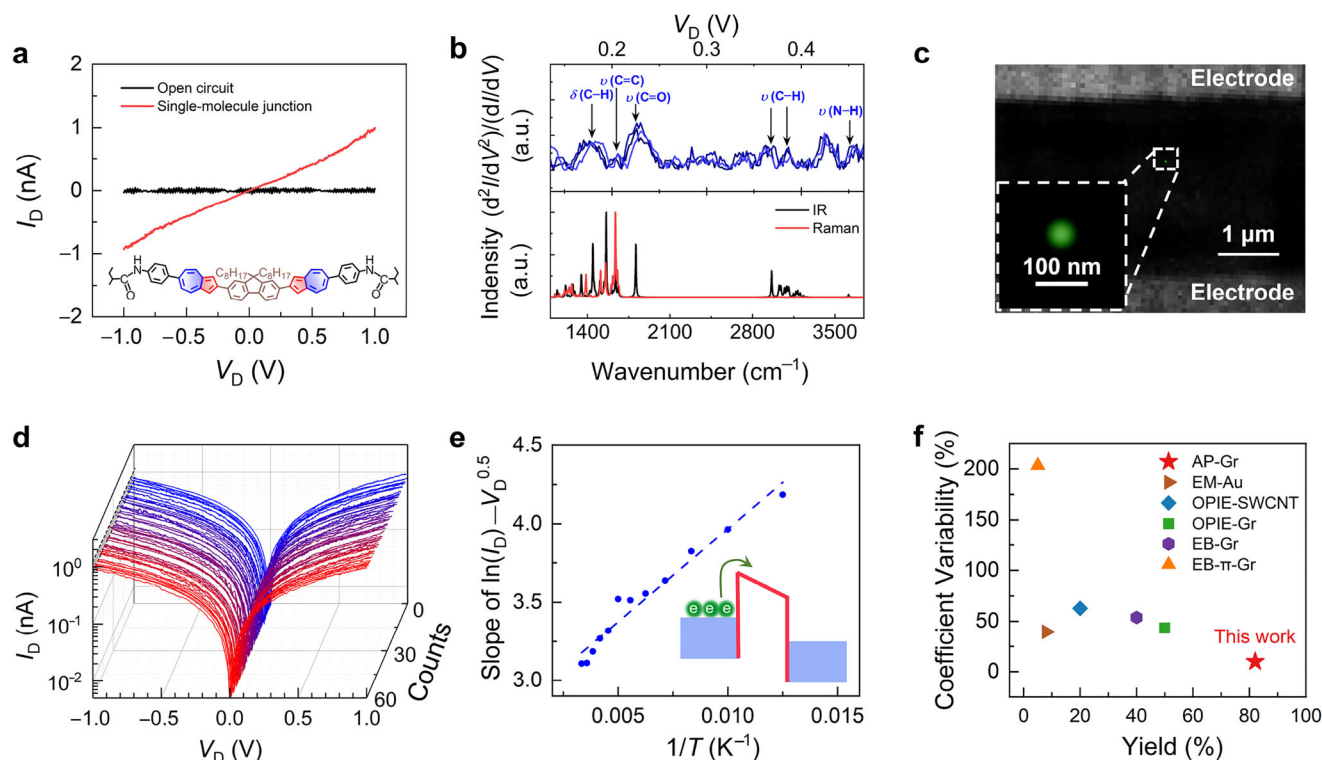 a
2
1
0
−1
−2
I_D (nA)
Open circuit
Single-molecule junction
C8H17 C8H17
H
N
O
H
N
O
−1.0 −0.5 0.0 0.5 1.0
V_D (V)
b
V_D (V)
0.2 0.3 0.4
υ (C=C)
δ (C−H)
υ (C=O)
υ (C−H)
υ (N−H)
Indensity (d²I/dV²)/(dI/dV)
(a.u.) (a.u.)
IR
Raman
1400 2100 2800 3500
Wavenumber (cm⁻¹)
c
Electrode
100 nm
1 µm
Electrode
d
10⁰
10⁻¹
10⁻²
I_D (nA)
−1.0 −0.5 0.0 0.5 1.0
V_D (V)
0
30
60
Counts
e
4.5
4.0
3.5
3.0
Slope of ln(I_D)−V_D^0.5
e e e
0.005 0.010 0.015
1/T (K⁻¹)
f
200
150
100
50
0
Coefficient Variability (%)
AP-Gr
EM-Au
OPIE-SWCNT
OPIE-Gr
EB-Gr
EB-π-Gr
This work
0 20 40 60 80 100
Yield (%)